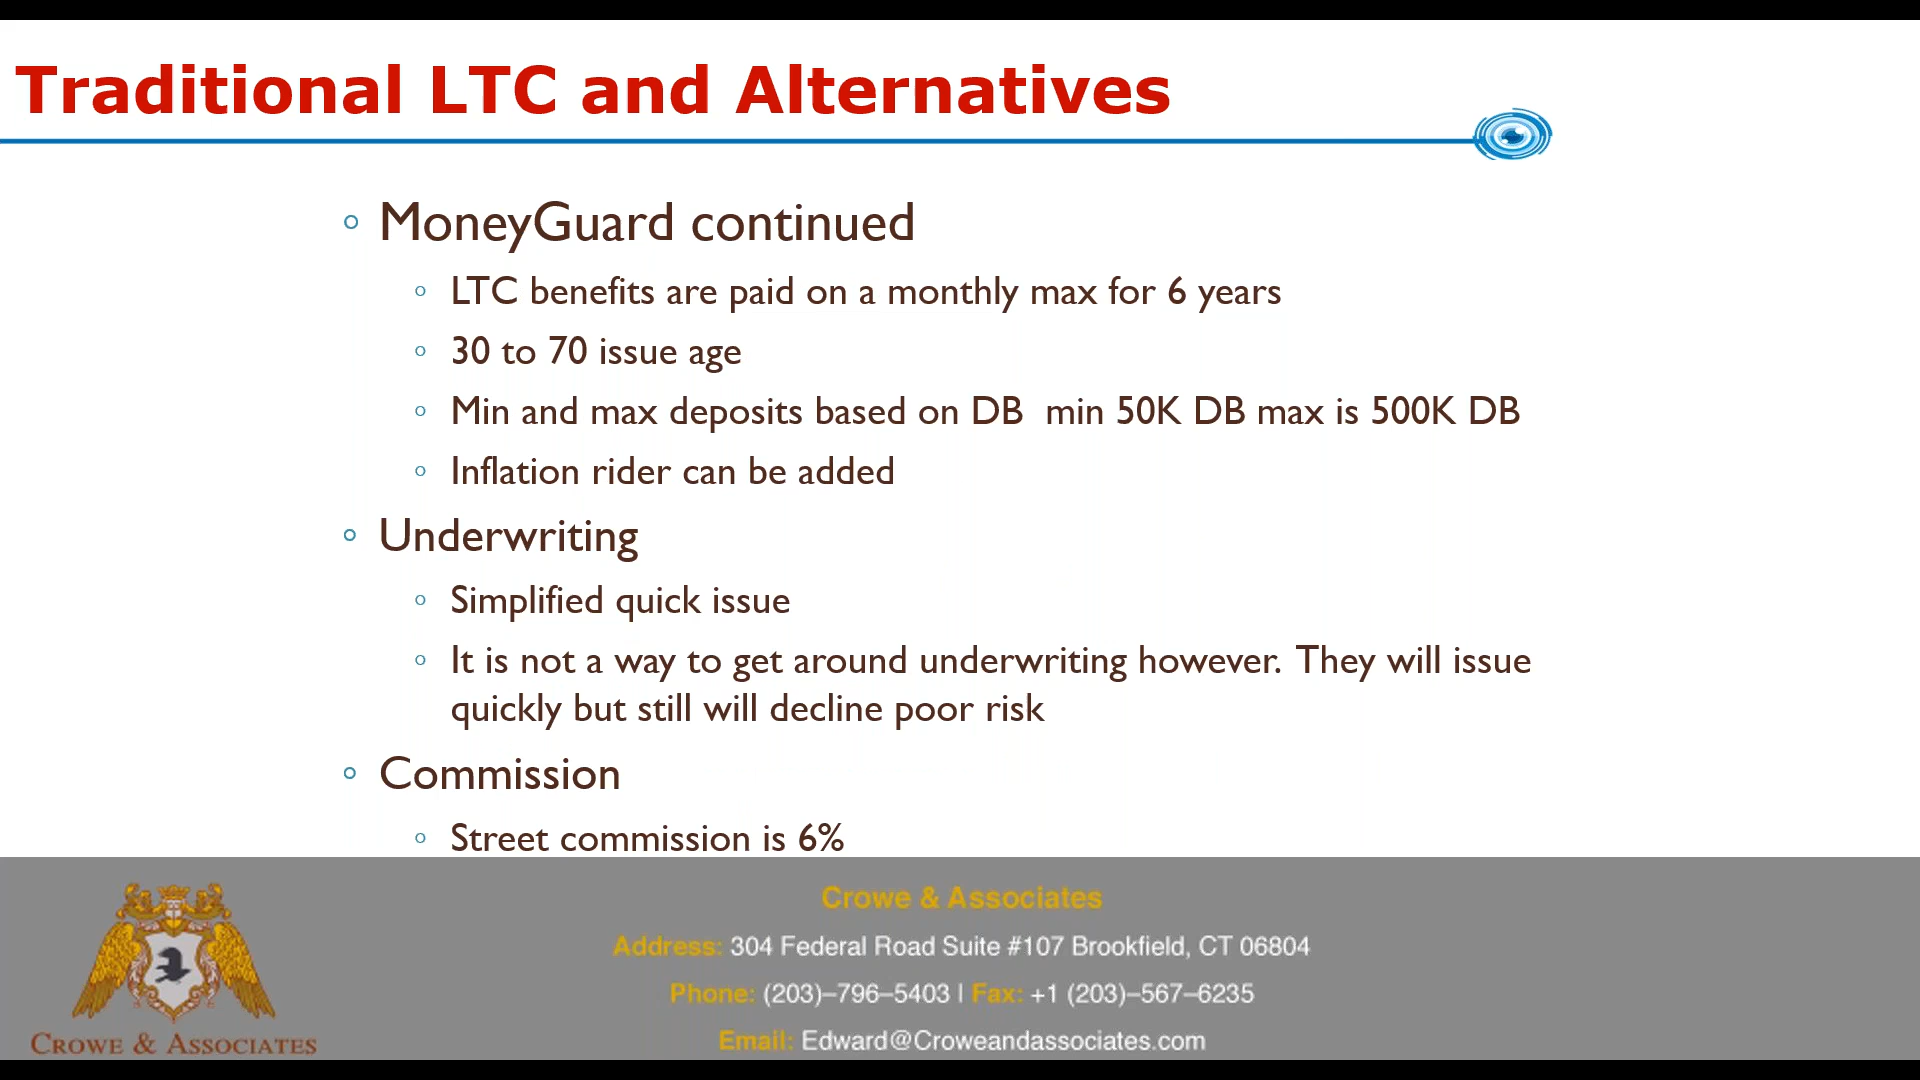 Traditional LTC and Alternatives
MoneyGuard continued
LTC benefits are paid on a monthly max for 6 years
30 to 70 issue age
Min and max deposits based on DB  min 50K DB max is 500K DB
Inflation rider can be added
Underwriting
Simplified quick issue
It is not a way to get around underwriting however. They will issue
quickly but still will decline poor risk
Commission
Street commission is 6%
Crowe & Associates
Address: 304 Federal Road Suite #107 Brookfield, CT 06804
Phone: (203)–796–5403 | Fax: +1 (203)–567–6235
Email: Edward@Croweandassociates.com
CROWE & ASSOCIATES